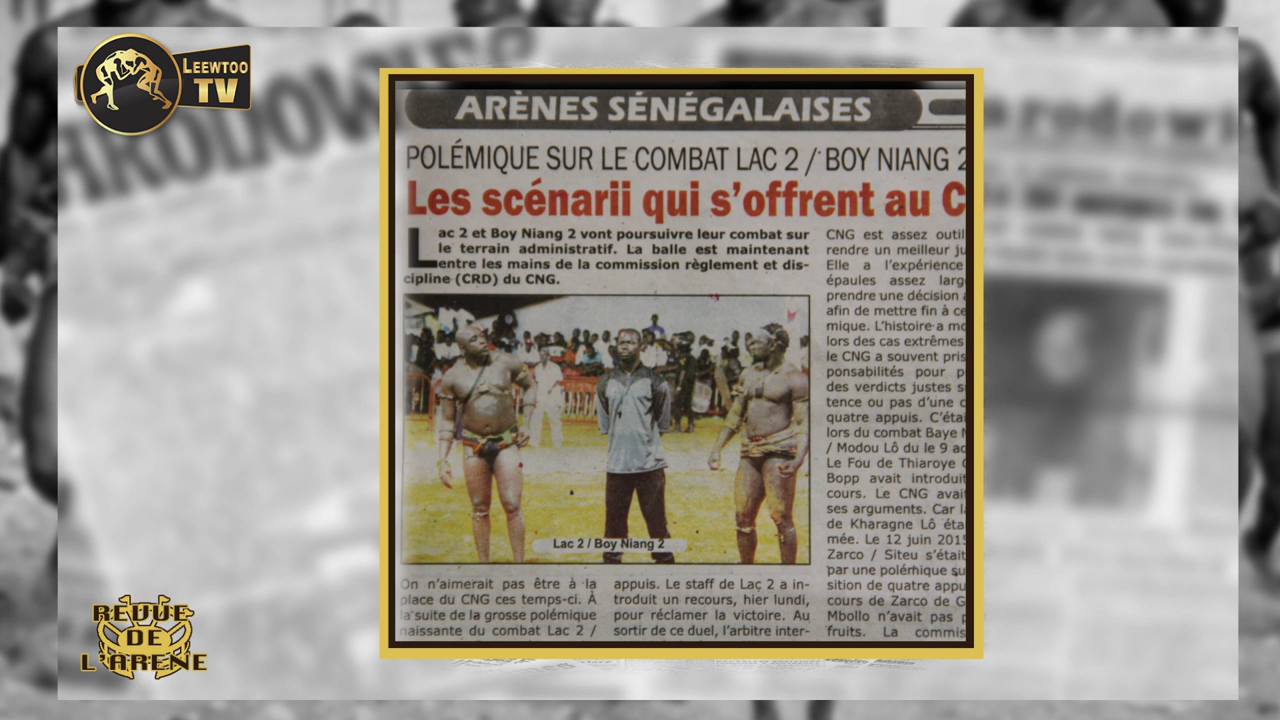 LEEWTOO
TV
ARÈNES SÉNÉGALAISES
POLÉMIQUE SUR LE COMBAT LAC 2 / BOY NIANG 2
Les scénarii qui s'offrent au C
Lac 2 et Boy Niang 2 vont poursuivre leur combat sur
le terrain administratif. La balle est maintenant
entre les mains de la commission règlement et dis-
cipline (CRD) du CNG.
Lac 2 / Boy Niang 2
On n'aimerait pas être à la
place du CNG ces temps-ci. À
la suite de la grosse polémique
naissante du combat Lac 2 /
appuis. Le staff de Lac 2 a in-
troduit un recours, hier lundi,
pour réclamer la victoire. Au
sortir de ce duel, l'arbitre inter-
CNG est assez outil
rendre un meilleur ju
Elle a l'expérience
épaules assez larg
prendre une décision a
afin de mettre fin à ce
mique. L'histoire a mo
lors des cas extrêmes
le CNG a souvent pris
ponsabilités pour p
des verdicts justes s
tence ou pas d'une c
quatre appuis. C'étai
lors du combat Baye M
/ Modou Lô du le 9 ao
Le Fou de Thiaroye
Bopp avait introduit
cours. Le CNG avai
ses arguments. Car l
de Kharagne Lô éta
mée. Le 12 juin 2015
Zarco / Siteu s'était
par une polémique su
sition de quatre appu
cours de Zarco de G
Mbollo n'avait pas p
fruits. La commis
REVUE
DE
L'ARENE